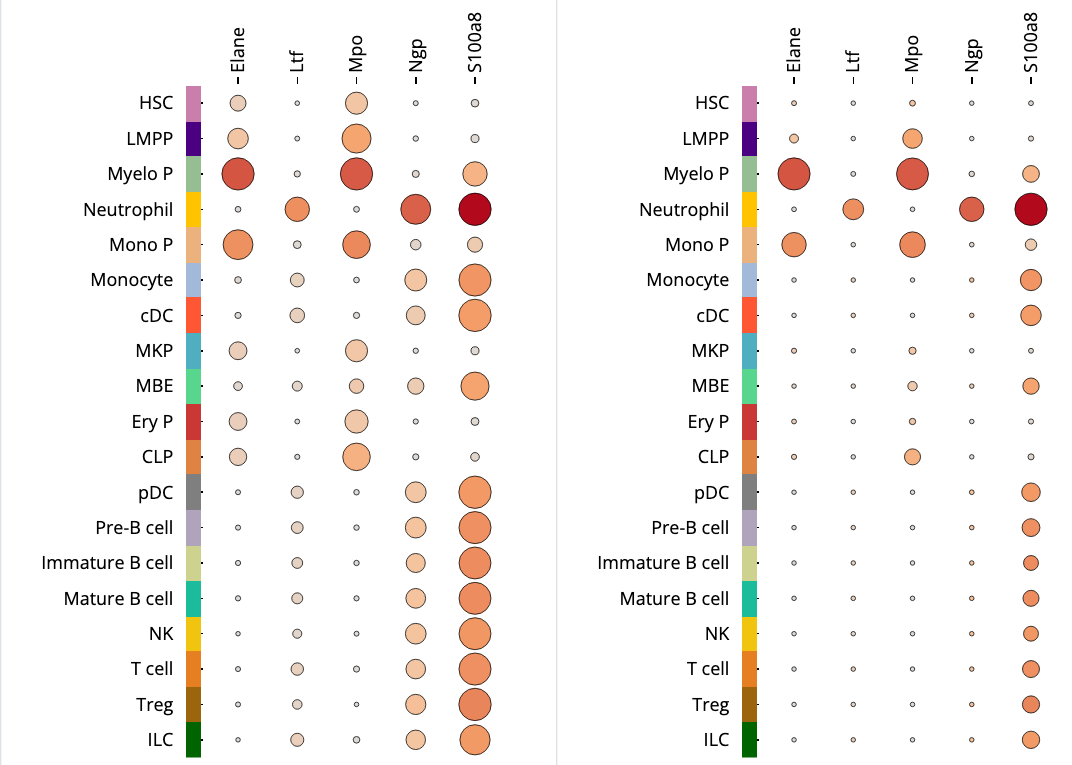 Elane Ltf Mpo Ngp S100a8
HSC
LMPP
Myelo P
Neutrophil
Mono P
Monocyte
cDC
MKP
MBE
Ery P
CLP
pDC
Pre-B cell
Immature B cell
Mature B cell
NK
T cell
Treg
ILC
Elane Ltf Mpo Ngp S100a8
HSC
LMPP
Myelo P
Neutrophil
Mono P
Monocyte
cDC
MKP
MBE
Ery P
CLP
pDC
Pre-B cell
Immature B cell
Mature B cell
NK
T cell
Treg
ILC